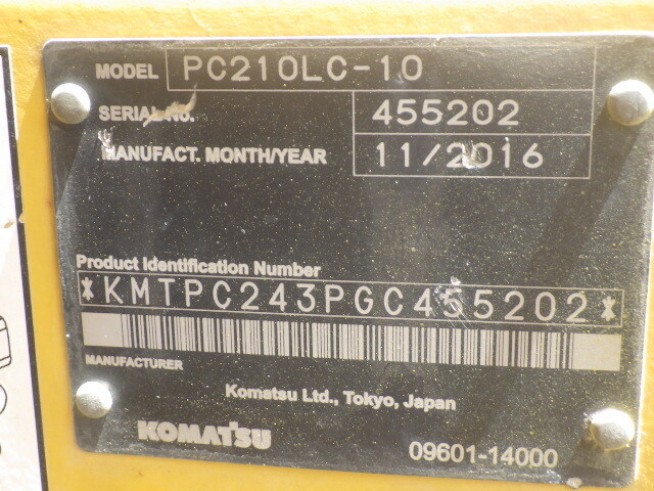 MODEL PC210LC-10
SERIAL No. 455202
MANUFACT. MONTH/YEAR 11/2016
Product Identification Number
*KMTPC243PGC455202*
MANUFACTURER
Komatsu Ltd., Tokyo, Japan
KOMATSU
09601-14000